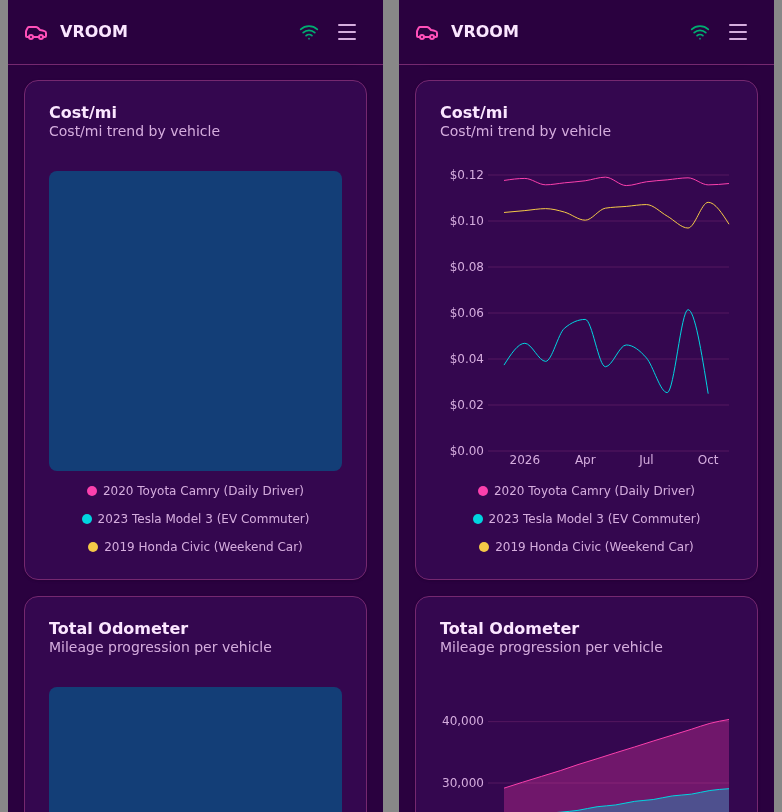 VROOM
Cost/mi
Cost/mi trend by vehicle
2020 Toyota Camry (Daily Driver)
2023 Tesla Model 3 (EV Commuter)
2019 Honda Civic (Weekend Car)
Total Odometer
Mileage progression per vehicle
VROOM
Cost/mi
Cost/mi trend by vehicle
$0.12
$0.10
$0.08
$0.06
$0.04
$0.02
$0.00
2026 Apr Jul Oct
2020 Toyota Camry (Daily Driver)
2023 Tesla Model 3 (EV Commuter)
2019 Honda Civic (Weekend Car)
Total Odometer
Mileage progression per vehicle
40,000
30,000